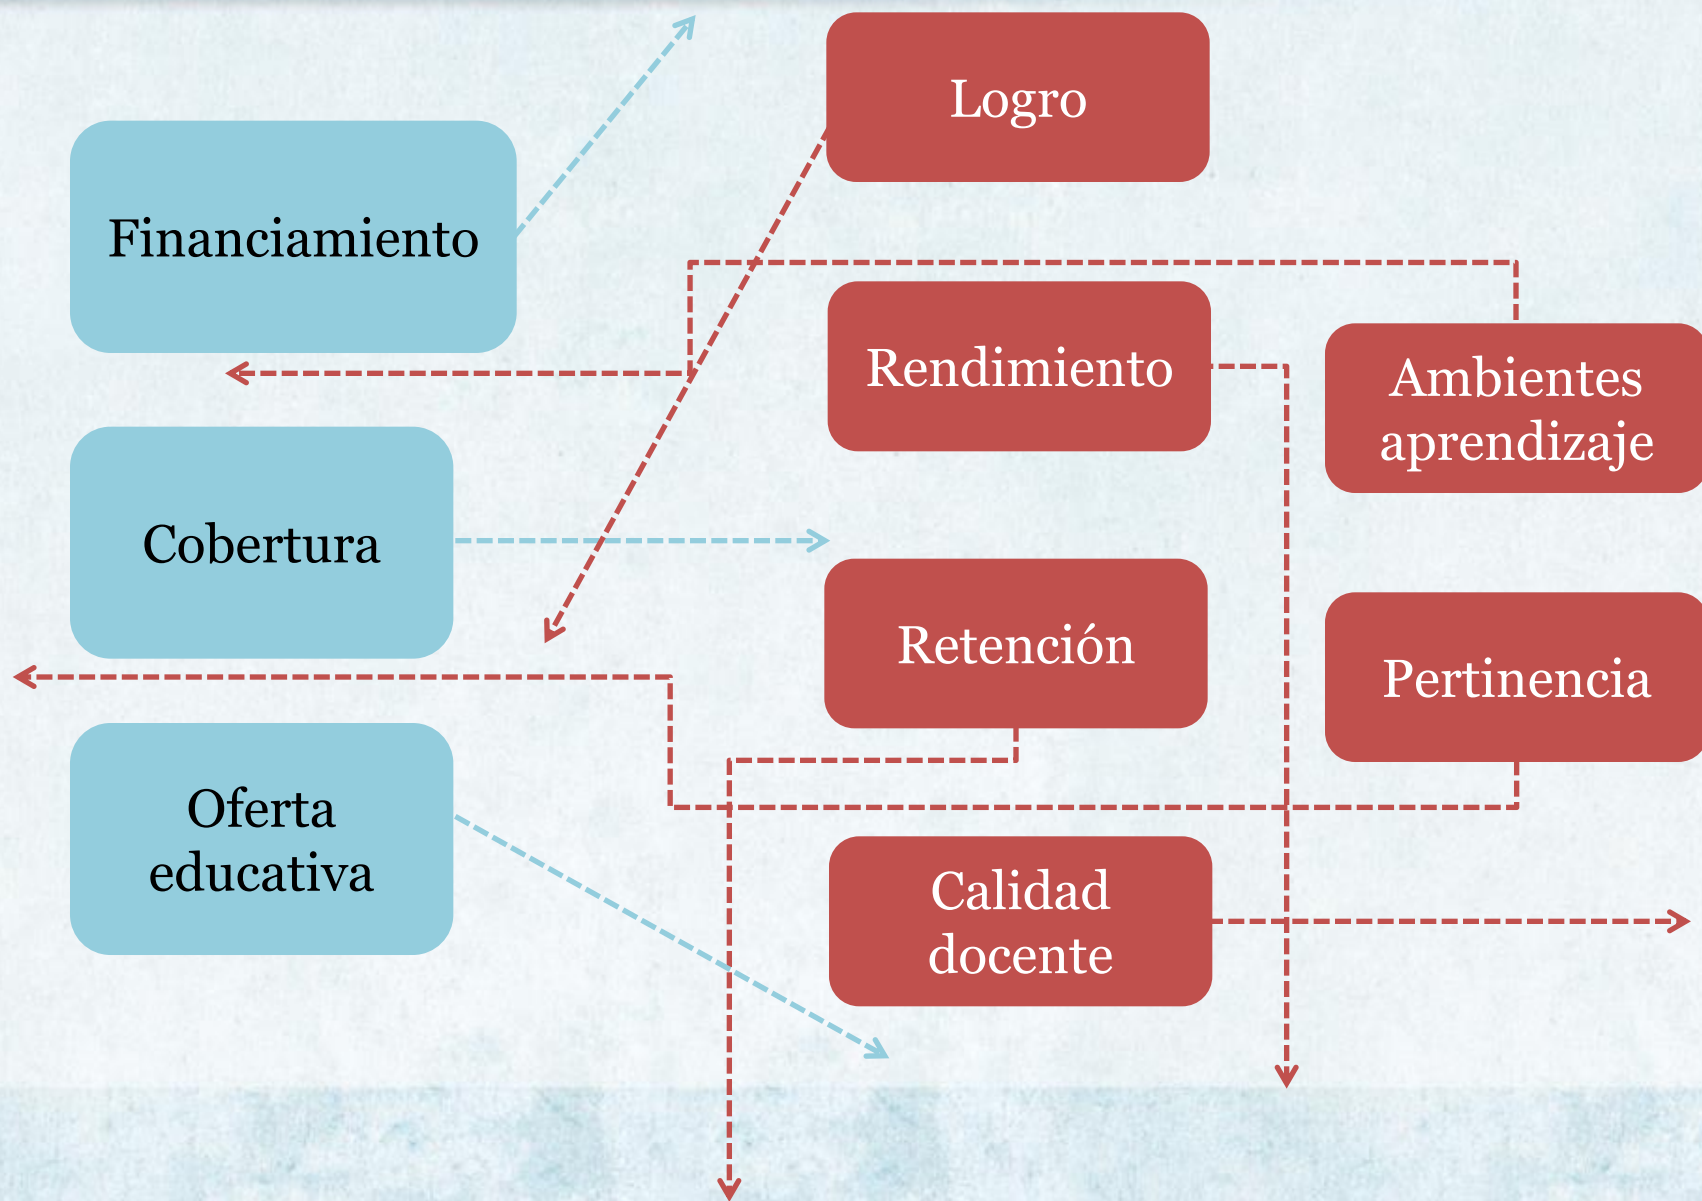 Logro
Financiamiento
Rendimiento
Ambientes
aprendizaje
Cobertura
Retención
Pertinencia
Oferta
educativa
Calidad
docente